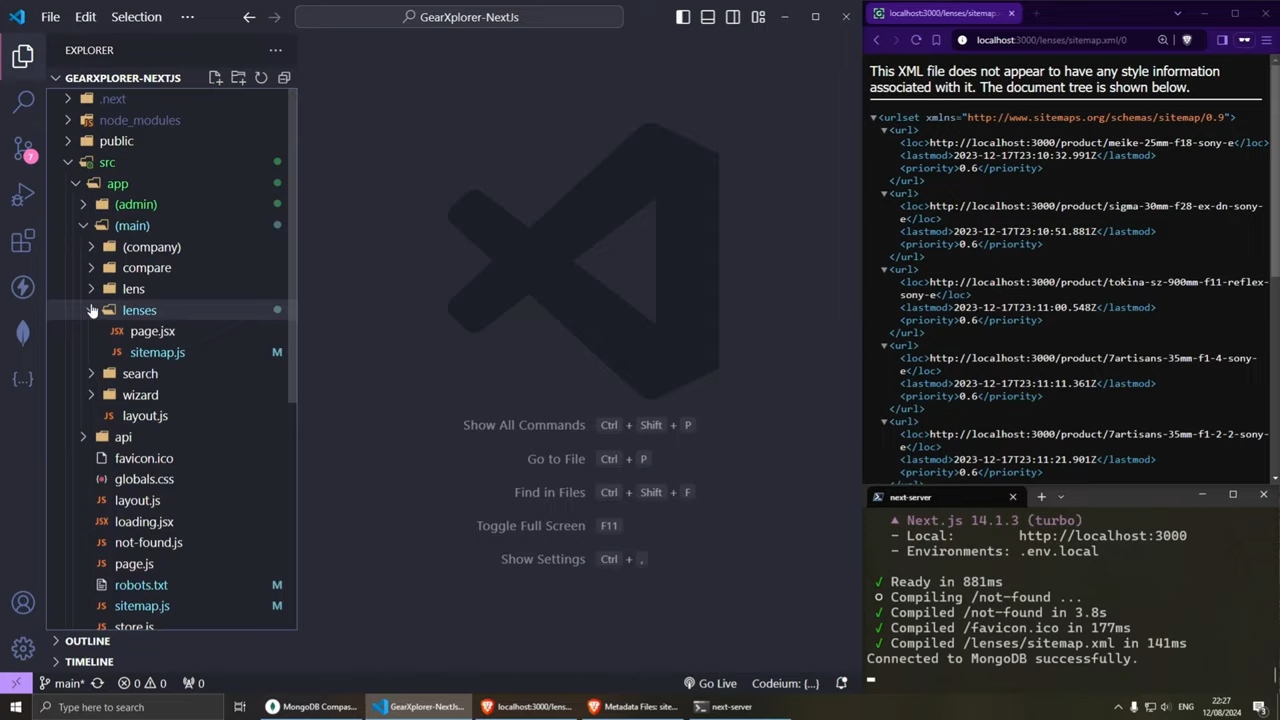 File
Edit
Selection
GearXplorer-NextJs
EXPLORER
GEARXPLORER-NEXTJS
.next
node_modules
public
src
app
(admin)
(main)
(company)
compare
lens
lenses
page.jsx
sitemap.js M
search
wizard
layout.js
api
favicon.ico
globals.css
layout.js
loading.jsx
not-found.js
page.js
robots.txt M
sitemap.js M
store.js
OUTLINE
TIMELINE
7
Show All Commands Ctrl + Shift + P
Go to File Ctrl + P
Find in Files Ctrl + Shift + F
Toggle Full Screen F11
Show Settings Ctrl + ,
main* 0 0 0
Go Live
Codeium: {...}
localhost:3000/lenses/sitemap.
localhost:3000/lenses/sitemap.xml/0
This XML file does not appear to have any style information
associated with it. The document tree is shown below.
<urlset xmlns="http://www.sitemaps.org/schemas/sitemap/0.9">
<url>
<loc>http://localhost:3000/product/meike-25mm-f18-sony-e</loc>
<lastmod>2023-12-17T23:10:32.991Z</lastmod>
<priority>0.6</priority>
</url>
<url>
<loc>http://localhost:3000/product/sigma-30mm-f28-ex-dn-sony-
e</loc>
<lastmod>2023-12-17T23:10:51.881Z</lastmod>
<priority>0.6</priority>
</url>
<url>
<loc>http://localhost:3000/product/tokina-sz-900mm-f11-reflex-
sony-e</loc>
<lastmod>2023-12-17T23:11:00.548Z</lastmod>
<priority>0.6</priority>
</url>
<url>
<loc>http://localhost:3000/product/7artisans-35mm-f1-4-sony-
e</loc>
<lastmod>2023-12-17T23:11:11.361Z</lastmod>
<priority>0.6</priority>
</url>
<url>
<loc>http://localhost:3000/product/7artisans-35mm-f1-2-2-sony-
e</loc>
<lastmod>2023-12-17T23:11:21.901Z</lastmod>
<priority>0.6</priority>
</url>
next-server
▲ Next.js 14.1.3 (turbo)
- Local: http://localhost:3000
- Environments: .env.local
✓ Ready in 881ms
○ Compiling /not-found ...
✓ Compiled /not-found in 3.8s
✓ Compiled /favicon.ico in 177ms
✓ Compiled /lenses/sitemap.xml in 141ms
Connected to MongoDB successfully.
Type here to search
MongoDB Compas...
GearXplorer-NextJs...
localhost:3000/lens...
Metadata Files: site...
next-server
ENG
22:27
12/08/2024
3